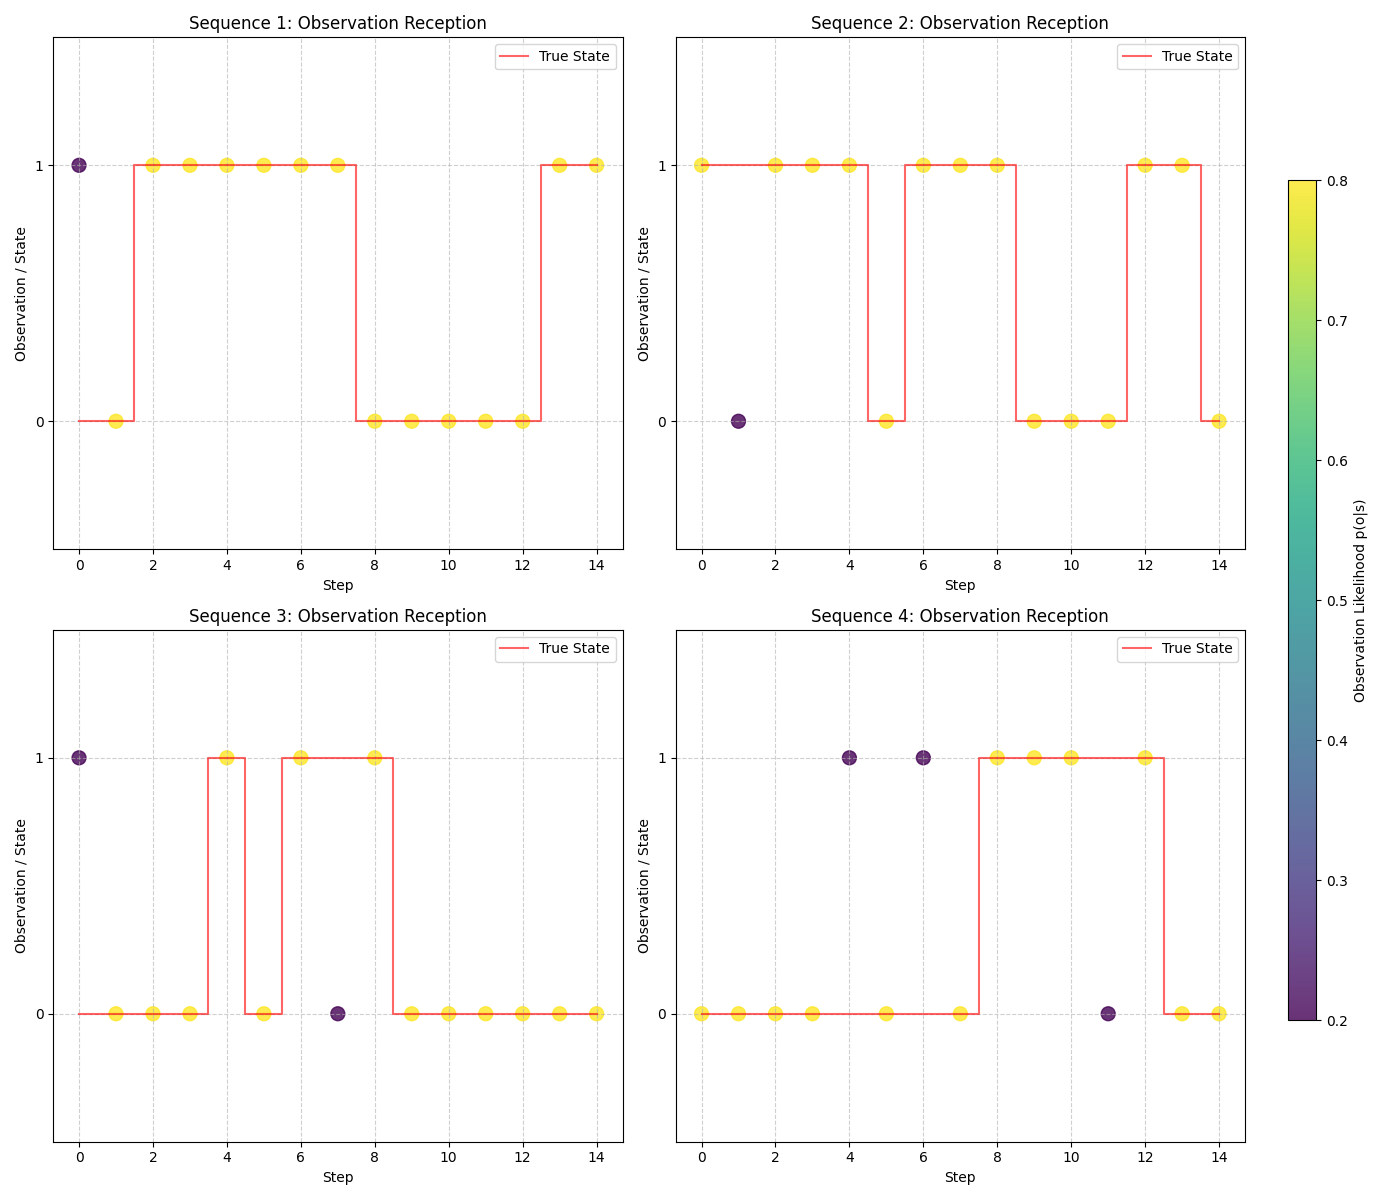 Sequence 1: Observation Reception
True State
Observation / State
1
0
0 2 4 6 8 10 12 14
Step
Sequence 2: Observation Reception
True State
Observation / State
1
0
0 2 4 6 8 10 12 14
Step
Sequence 3: Observation Reception
True State
Observation / State
1
0
0 2 4 6 8 10 12 14
Step
Sequence 4: Observation Reception
True State
Observation / State
1
0
0 2 4 6 8 10 12 14
Step
0.8
0.7
0.6
0.5
0.4
0.3
0.2
Observation Likelihood p(o|s)